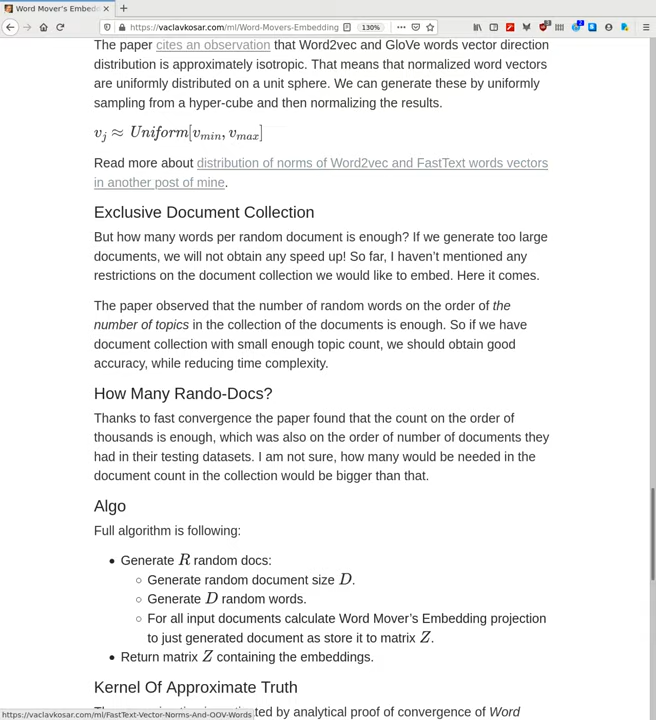 Word Mover's Embedd
https://vaclavkosar.com/ml/Word-Movers-Embedding
130%
The paper cites an observation that Word2vec and GloVe words vector direction
distribution is approximately isotropic. That means that normalized word vectors
are uniformly distributed on a unit sphere. We can generate these by uniformly
sampling from a hyper-cube and then normalizing the results.
v_j ≈ Uniform[v_min, v_max]
Read more about distribution of norms of Word2vec and FastText words vectors
in another post of mine.
Exclusive Document Collection
But how many words per random document is enough? If we generate too large
documents, we will not obtain any speed up! So far, I haven't mentioned any
restrictions on the document collection we would like to embed. Here it comes.
The paper observed that the number of random words on the order of the
number of topics in the collection of the documents is enough. So if we have
document collection with small enough topic count, we should obtain good
accuracy, while reducing time complexity.
How Many Rando-Docs?
Thanks to fast convergence the paper found that the count on the order of
thousands is enough, which was also on the order of number of documents they
had in their testing datasets. I am not sure, how many would be needed in the
document count in the collection would be bigger than that.
Algo
Full algorithm is following:
• Generate R random docs:
◦ Generate random document size D.
◦ Generate D random words.
◦ For all input documents calculate Word Mover's Embedding projection
to just generated document as store it to matrix Z.
• Return matrix Z containing the embeddings.
Kernel Of Approximate Truth
by analytical proof of convergence of Word
https://vaclavkosar.com/ml/FastText-Vector-Norms-And-OOV-Words